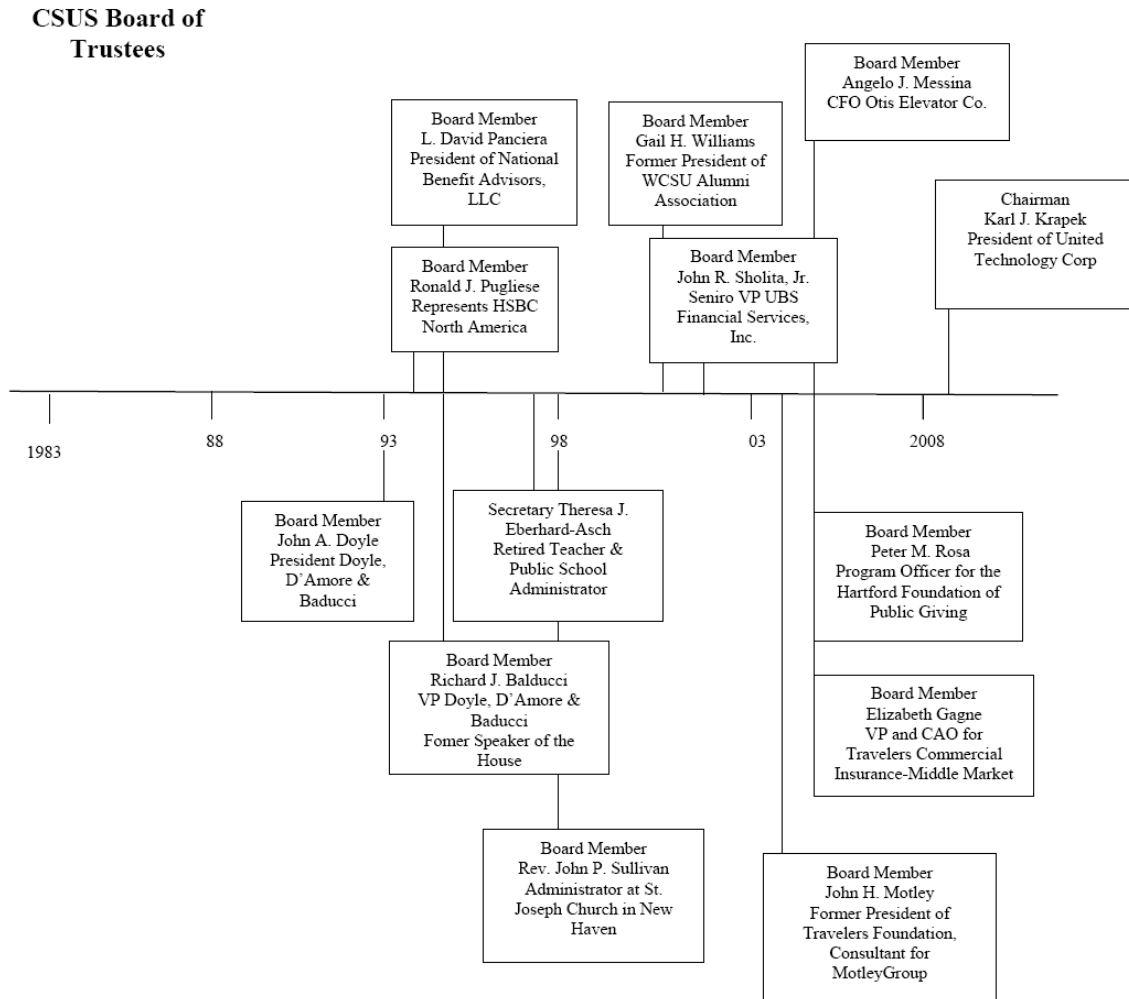 CSUS Board of
Trustees
Board Member
Angelo J. Messina
CFO Otis Elevator Co.
Board Member
L. David Panciera
President of National
Benefit Advisors,
LLC
Board Member
Gail H. Williams
Former President of
WCSU Alumni
Association
Chairman
Karl J. Krapek
President of United
Technology Corp
Board Member
Ronald J. Pugliese
Represents HSBC
North America
Board Member
John R. Sholita, Jr.
Seniro VP UBS
Financial Services,
Inc.
1983
88
93
98
03
2008
Board Member
John A. Doyle
President Doyle,
D’Amore &
Baducci
Secretary Theresa J.
Eberhard-Asch
Retired Teacher &
Public School
Administrator
Board Member
Peter M. Rosa
Program Officer for the
Hartford Foundation of
Public Giving
Board Member
Richard J. Balducci
VP Doyle, D’Amore &
Baducci
Fomer Speaker of the
House
Board Member
Elizabeth Gagne
VP and CAO for
Travelers Commercial
Insurance-Middle Market
Board Member
Rev. John P. Sullivan
Administrator at St.
Joseph Church in New
Haven
Board Member
John H. Motley
Former President of
Travelers Foundation,
Consultant for
MotleyGroup